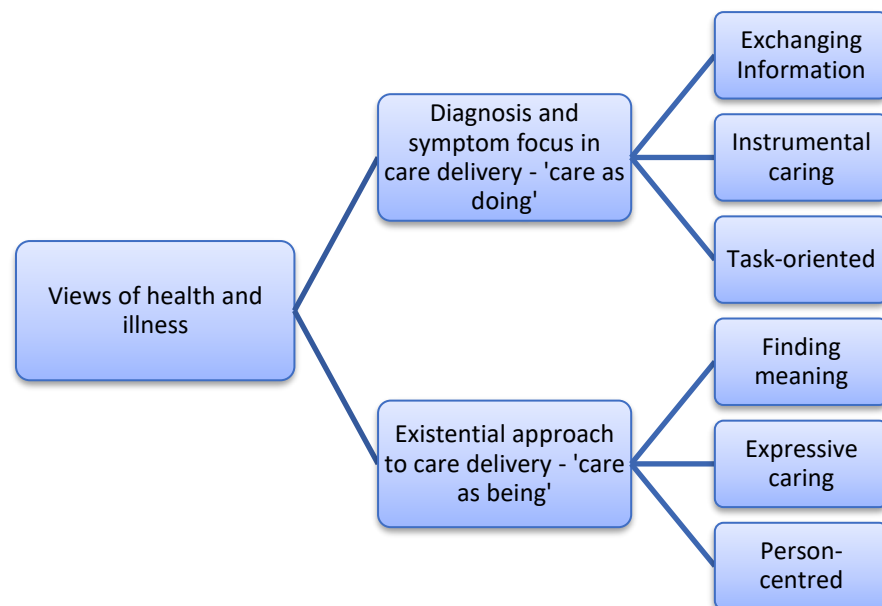 Views of health and
illness
Diagnosis and
symptom focus in
care delivery - 'care as
doing'
Exchanging
Information
Instrumental
caring
Task-oriented
Existential approach
to care delivery - 'care
as being'
Finding
meaning
Expressive
caring
Person-
centred